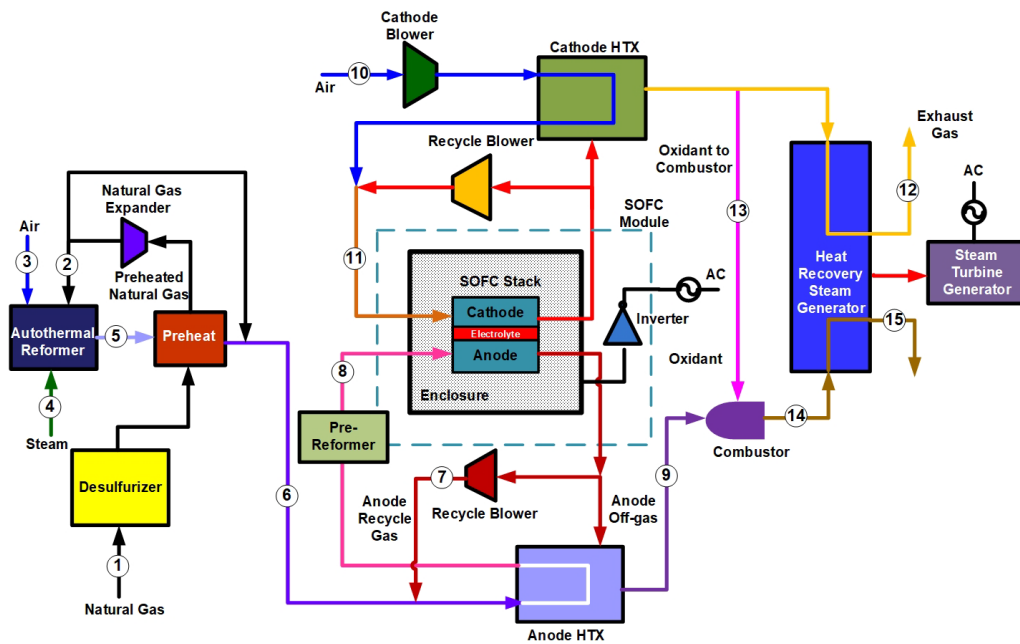 Cathode
Blower
Cathode HTX
10
Air
Recycle Blower
Oxidant to
Combustor
Exhaust
Gas
12
AC
Natural Gas
Expander
Air
3
2
Preheated
Natural Gas
SOFC
Module
13
11
SOFC Stack
AC
Heat
Recovery
Steam
Generator
Steam
Turbine
Generator
Autothermal
Reformer
5
Preheat
Cathode
Electrolyte
Anode
Inverter
15
Oxidant
8
Enclosure
4
Steam
Pre-
Reformer
14
Combustor
Desulfurizer
6
7
Anode
Recycle
Gas
Recycle Blower
Anode
Off-gas
9
1
Natural Gas
Anode HTX